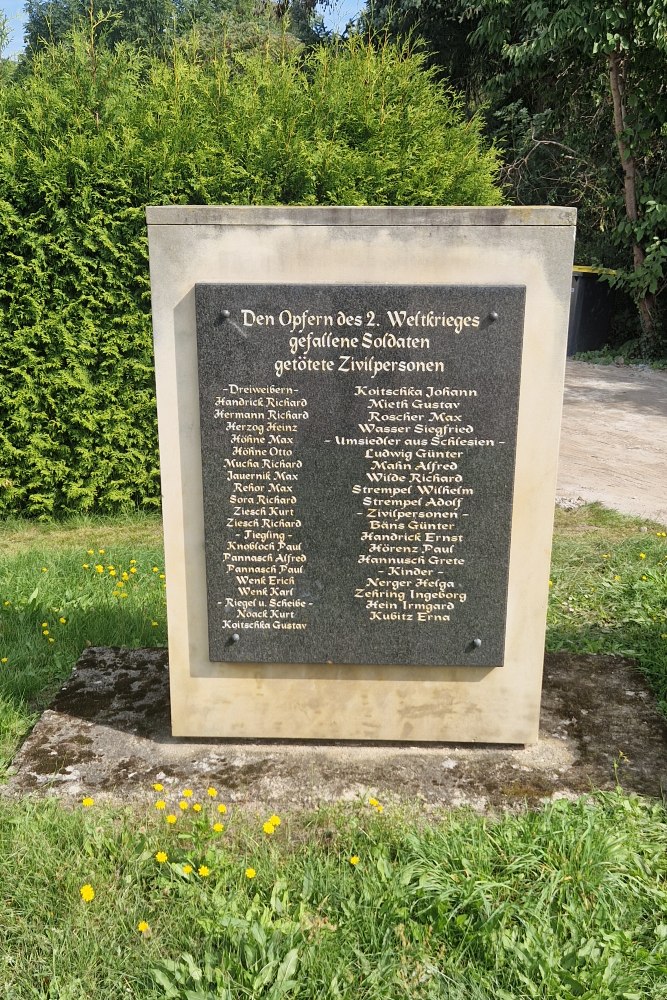 Den Opfern des 2. Weltkrieges
gefallene Soldaten
getötete Zivilpersonen
-Dreiweibern-
Handrick Richard
Hermann Richard
Herzog Heinz
Höhne Max
Höhne Otto
Mucha Richard
Jauernik Max
Rehor Max
Sora Richard
Ziesch Kurt
Ziesch Richard
- Tiegling -
Knobloch Paul
Pannasch Alfred
Pannasch Paul
Wenk Erich
Wenk Karl
- Riegel u. Scheibe -
Noack Kurt
Koitschka Gustav
Koitschka Johann
Mieth Gustav
Roscher Max
Wasser Siegfried
- Umsiedler aus Schlesien -
Ludwig Günter
Mahn Alfred
Wilde Richard
Strempel Wilhelm
Strempel Adolf
- Zivilpersonen -
Bäns Günter
Handrick Ernst
Hörenz Paul
Hannusch Grete
- Kinder -
Nerger Helga
Zehring Ingeborg
Hein Irmgard
Kubitz Erna